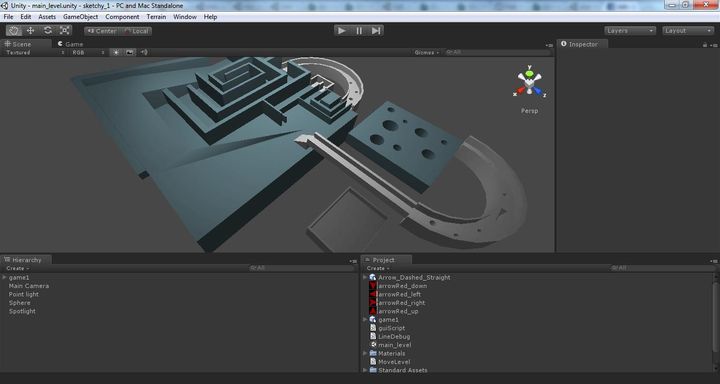 Unity - main_level.unity - sketchy_1 - PC and Mac Standalone
File Edit Assets GameObject Component Terrain Window Help
Center Local Layers Layout
Scene Game Inspector
Textured RGB Gizmos All
y
x z
Persp
Hierarchy Project
Create All Create All
game1
Main Camera
Point light
Sphere
Spotlight
Arrow_Dashed_Straight
arrowRed_down
arrowRed_left
arrowRed_right
arrowRed_up
game1
guiScript
LineDebug
main_level
Materials
MoveLevel
Standard Assets